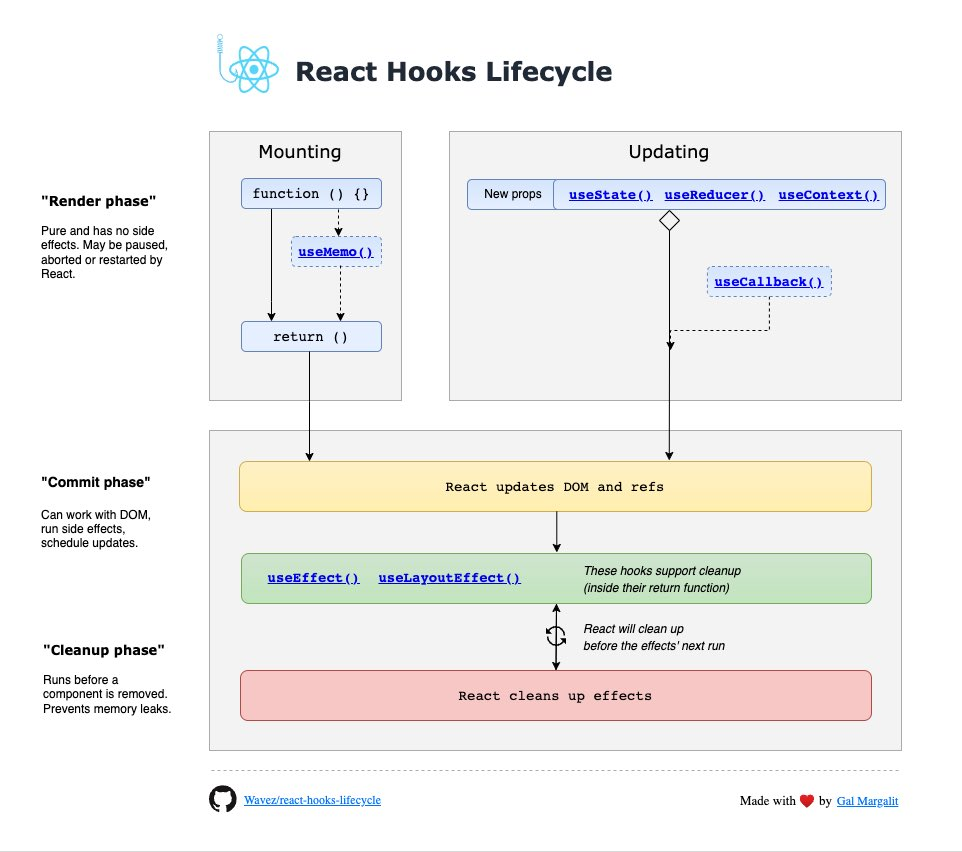 React Hooks Lifecycle
Mounting
Updating
"Render phase"
Pure and has no side
effects. May be paused,
aborted or restarted by
React.
function () {}
useMemo()
return ()
New props
useState() useReducer() useContext()
useCallback()
"Commit phase"
Can work with DOM,
run side effects,
schedule updates.
React updates DOM and refs
useEffect() useLayoutEffect()
These hooks support cleanup
(inside their return function)
React will clean up
before the effects' next run
"Cleanup phase"
Runs before a
component is removed.
Prevents memory leaks.
React cleans up effects
Wavez/react-hooks-lifecycle
Made with ❤️ by Gal Margalit